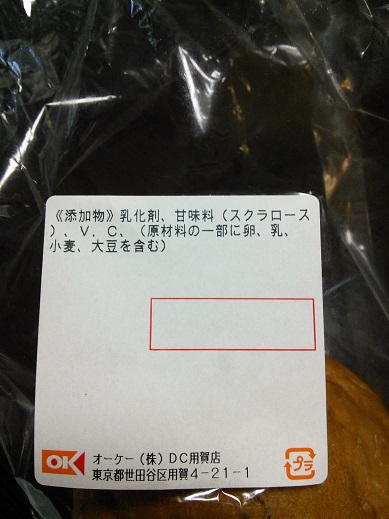 《添加物》乳化剤、甘味料（スクラロース
）、V．C、（原材料の一部に卵、乳、
小麦、大豆を含む）
OK
オーケー（株）DC用賀店
東京都世田谷区用賀4-21-1
プラ